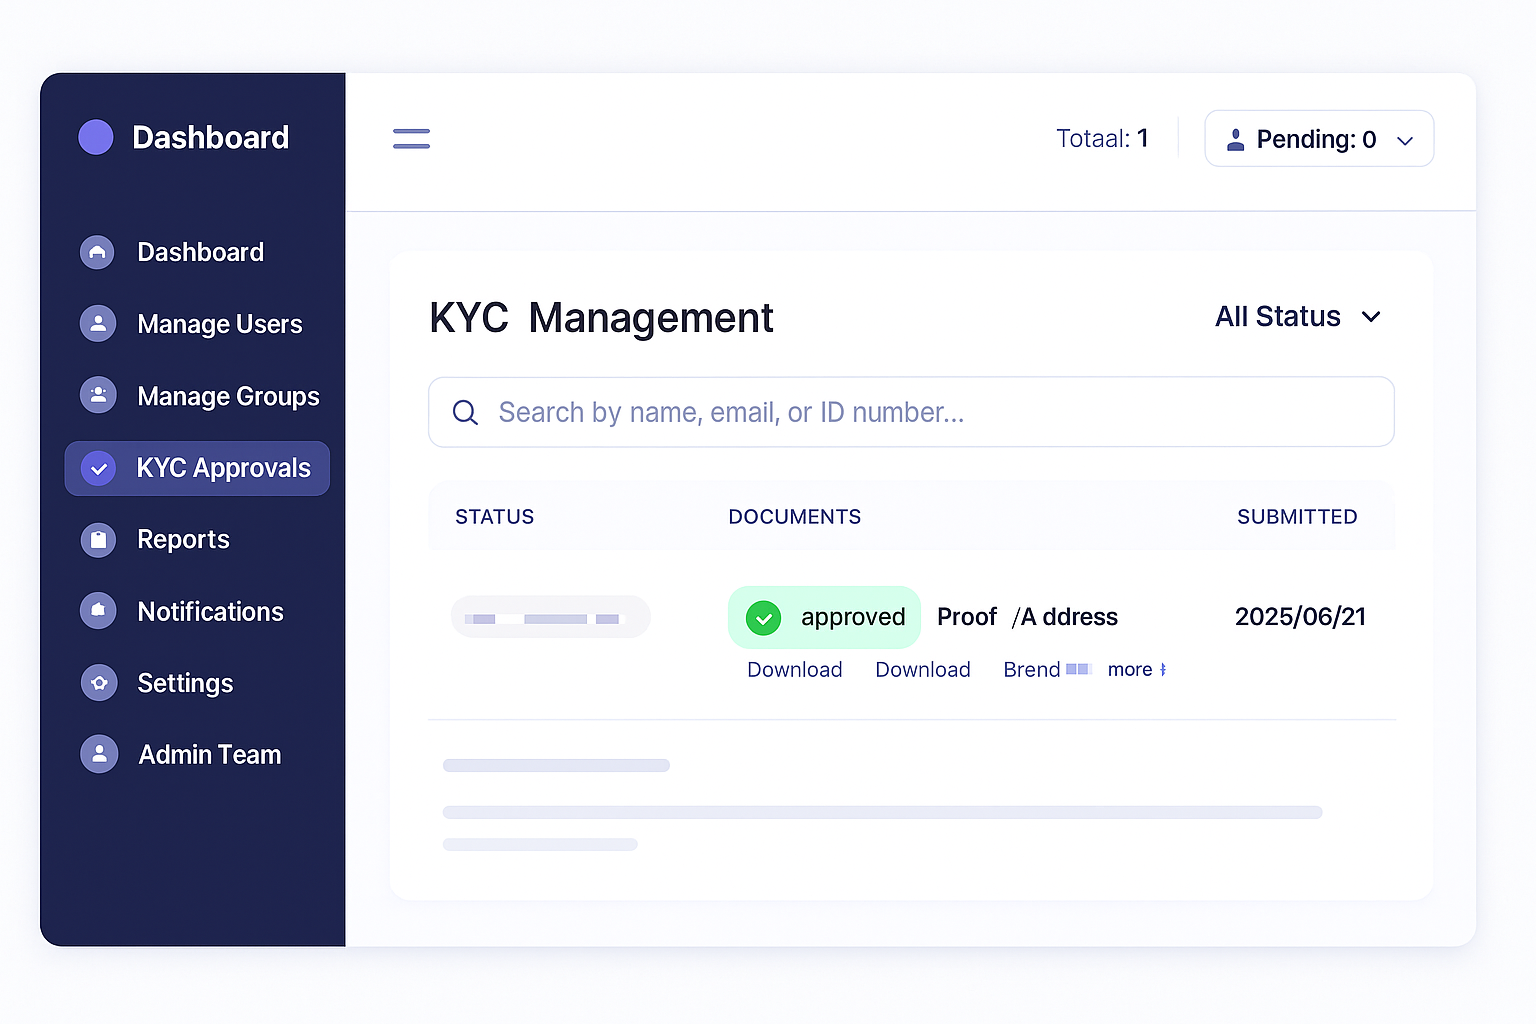 Dashboard
Totaal: 1
Pending: 0
Dashboard
Manage Users
Manage Groups
KYC Approvals
Reports
Notifications
Settings
Admin Team
KYC Management
All Status
Search by name, email, or ID number...
STATUS DOCUMENTS SUBMITTED
approved Proof /A ddress 2025/06/21
Download Download Brend more